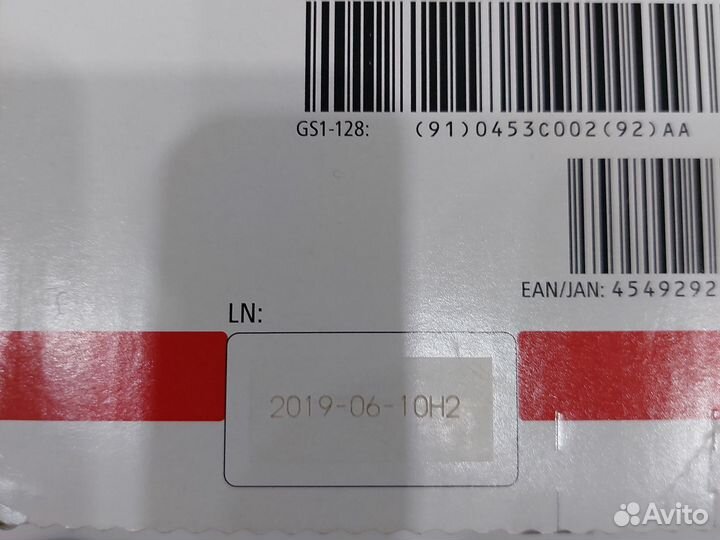 GS1-128: (91)0453C002(92)AA
EAN/JAN: 4549292
LN:
2019-06-10H2
Avito